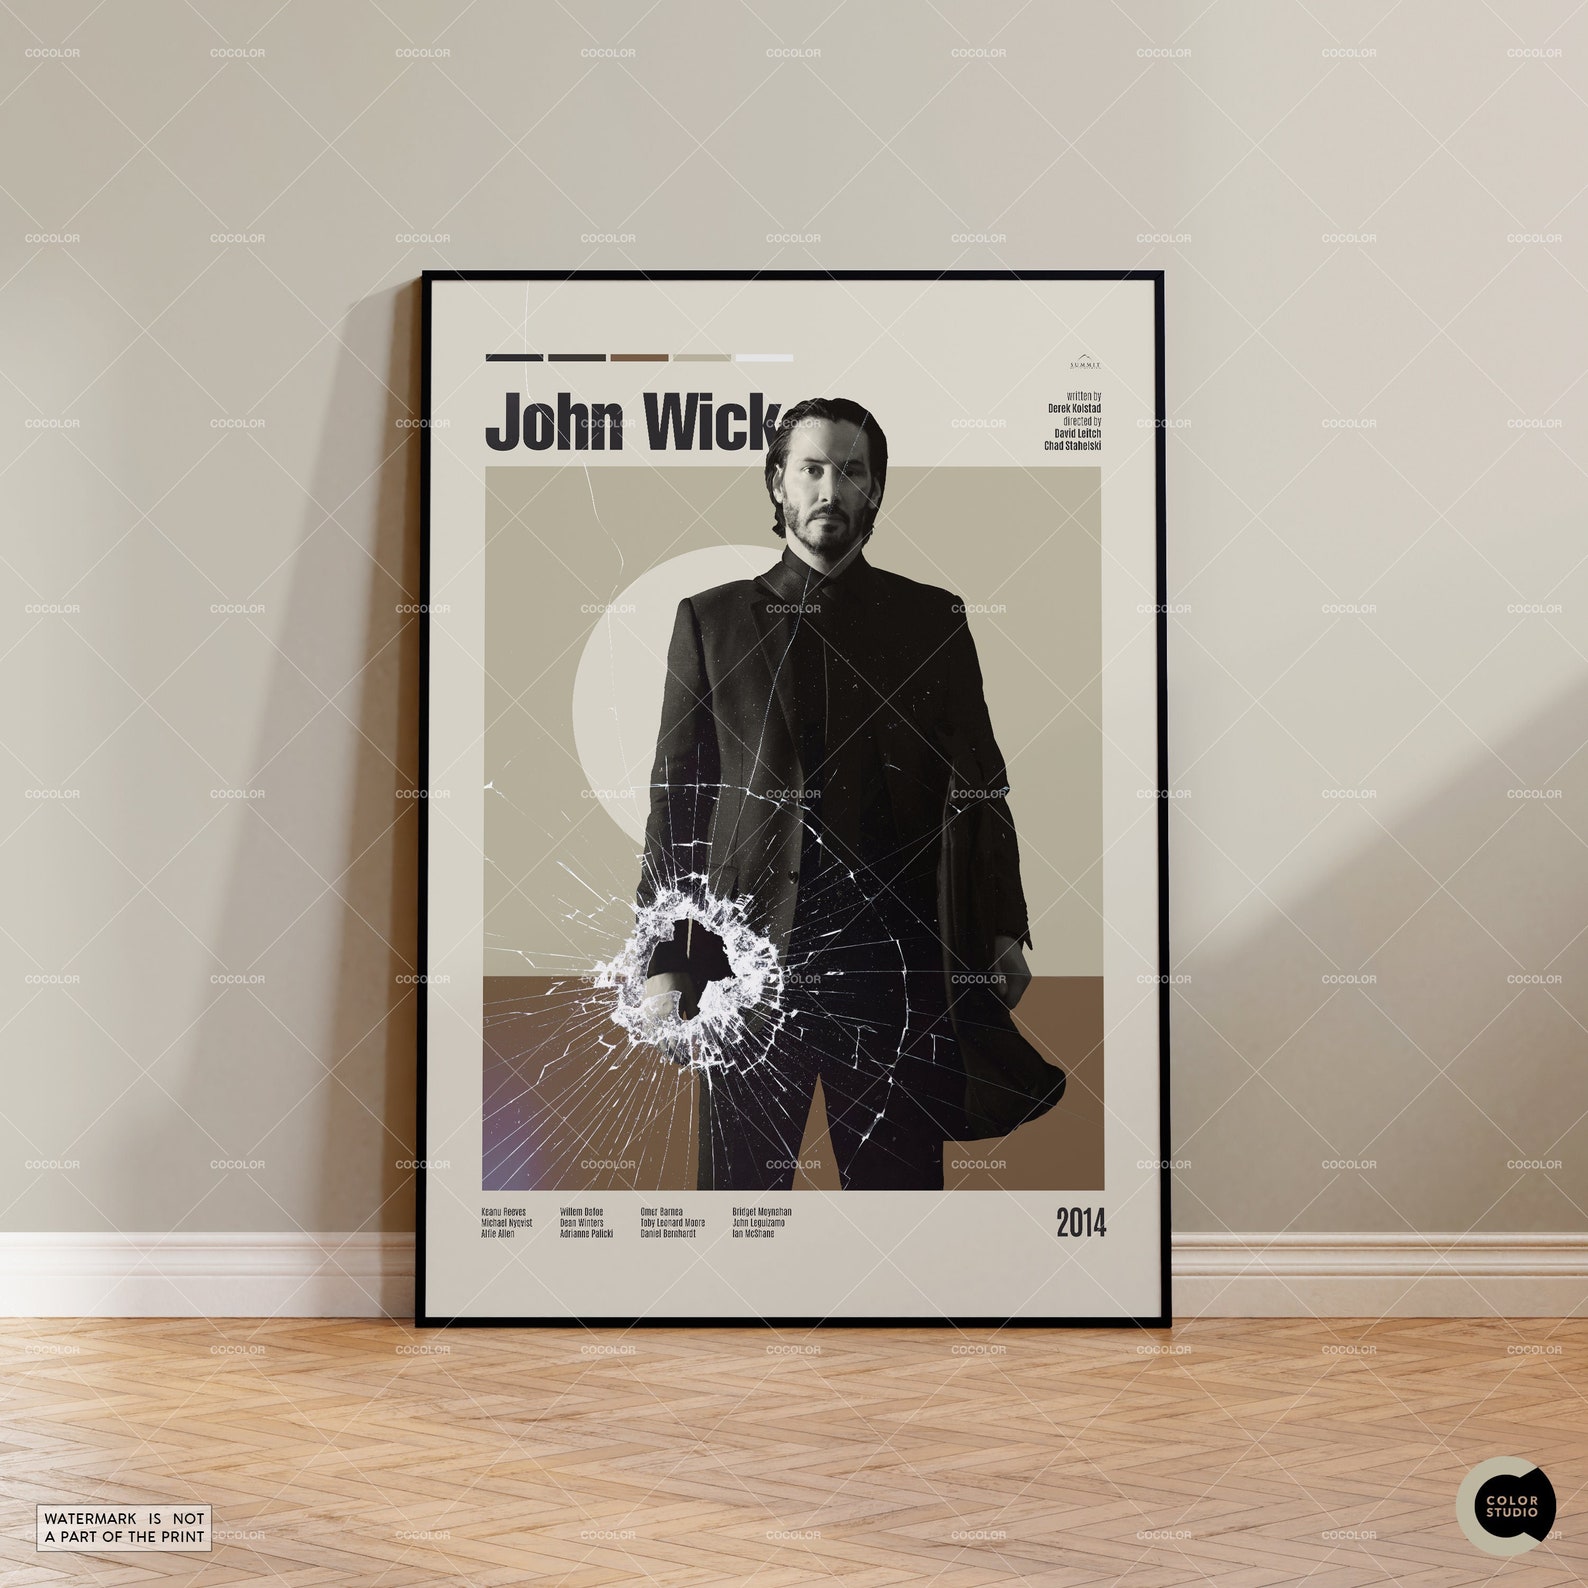 SUMMIT
John Wick
written by
Derek Kolstad
directed by
David Leitch
Chad Stahelski
Keanu Reeves
Michael Nyqvist
Alfie Allen
Willem Dafoe
Dean Winters
Adrianne Palicki
Omer Barnea
Toby Leonard Moore
Daniel Bernhardt
Bridget Moynahan
John Leguizamo
Ian McShane
2014
WATERMARK IS NOT
A PART OF THE PRINT
COLOR
STUDIO
COCOLOR